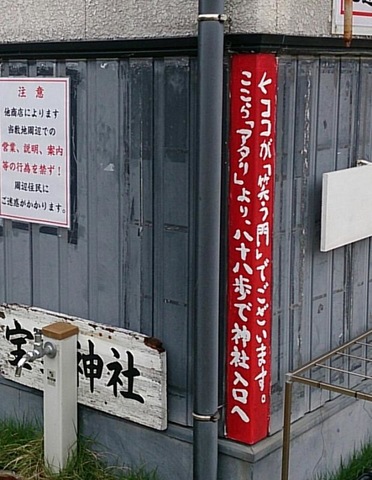 注意
他商店によります
当敷地周辺での
営業、説明、案内
等の行為を禁ず!
周辺住民に
ご迷惑がかかります。
←ココが「笑う門」でございます。
ここら「アタリ」より、八十八歩で神社入口へ
宝
神社